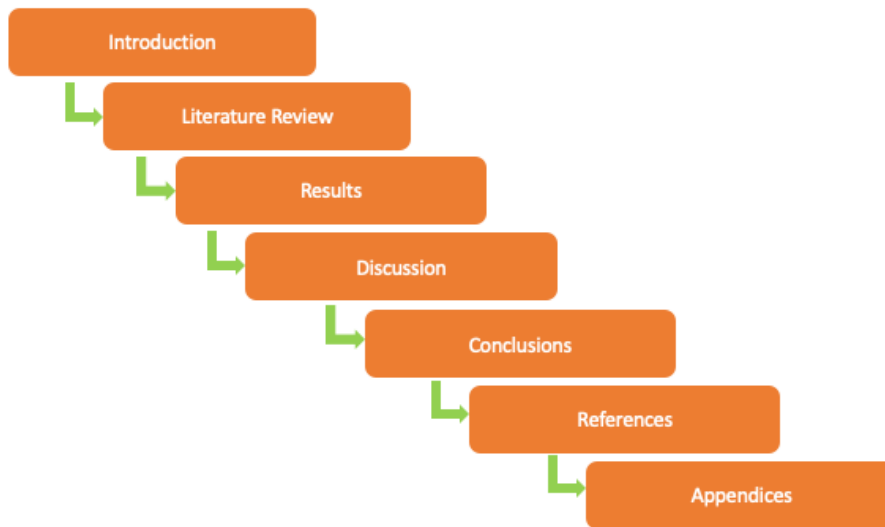 Introduction
Literature Review
Results
Discussion
Conclusions
References
Appendices